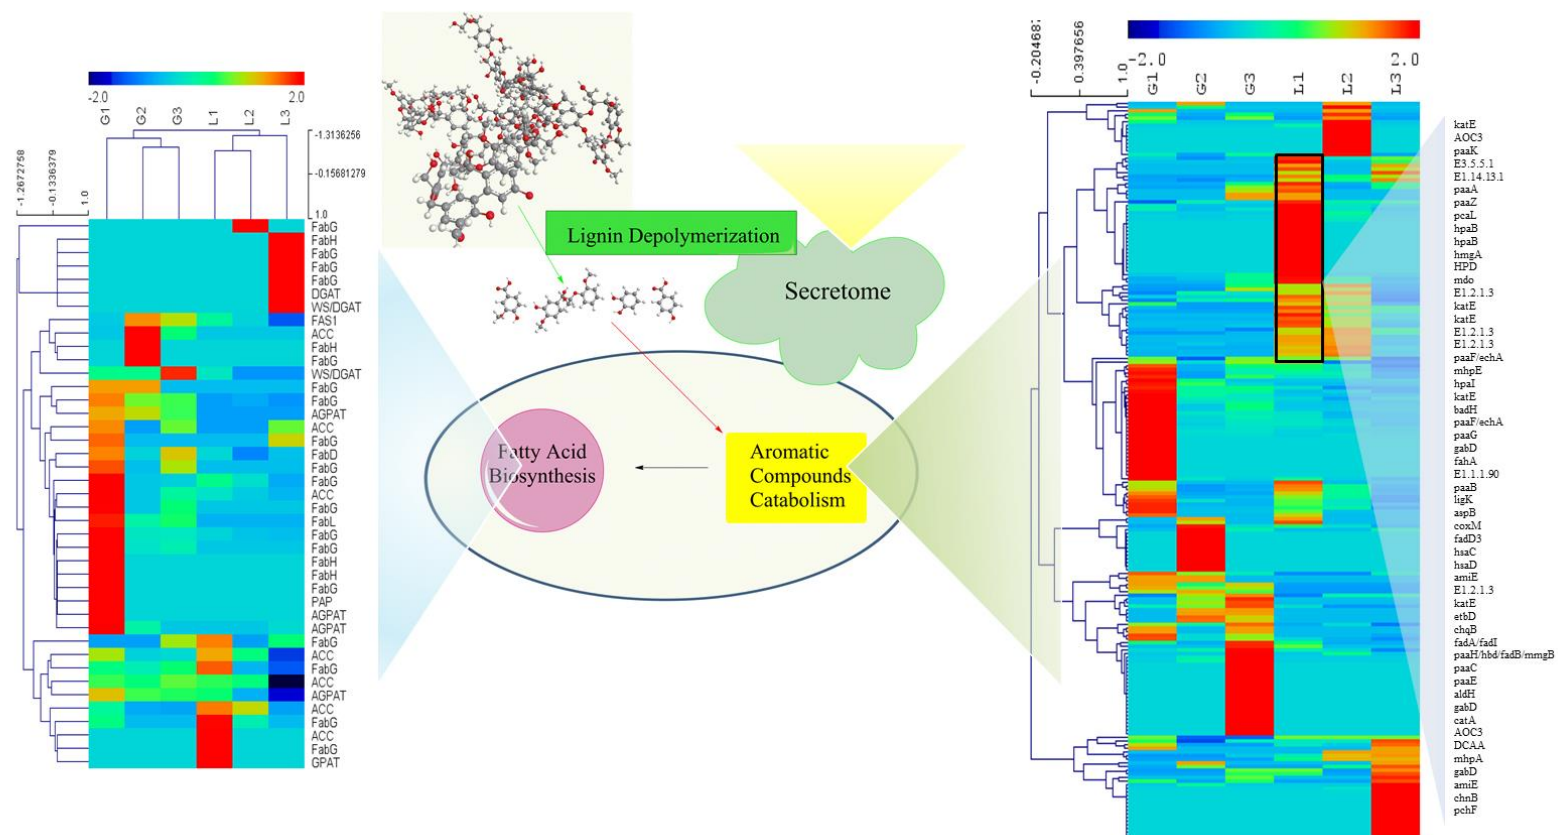 -2.0 2.0
G1 G2 G3 L1 L2 L3
-1.3136256
-0.15681279
1.0
-1.2672758 -0.1336379 1.0
FabG
FabH
FabG
FabG
FabG
DGAT
WS/DGAT
FAS1
ACC
FabH
FabG
WS/DGAT
FabG
FabG
AGPAT
ACC
FabG
FabD
FabG
FabG
ACC
FabG
FabL
FabG
FabG
FabH
FabH
FabG
PAP
AGPAT
AGPAT
FabG
ACC
FabG
ACC
AGPAT
ACC
FabG
ACC
FabG
GPAT
Lignin Depolymerization
Secretome
Fatty Acid
Biosynthesis
Aromatic
Compounds
Catabolism
-2.0 2.0
0.397656 1.0
G1 G2 G3 L1 L2 L3
katE
AOC3
paaK
E3.5.5.1
E1.14.13.1
paaA
paaZ
pcaL
hpaB
hpaB
hmgA
HPD
mdo
E1.2.1.3
katE
katE
E1.2.1.3
E1.2.1.3
paaF/echA
mhpE
hpaI
katE
badH
paaF/echA
paaG
gabD
fahA
E1.1.1.90
paaB
ligK
aspB
coxM
fadD3
hsaC
hsaD
amiE
E1.2.1.3
katE
etbD
chqB
fadA/fadI
paaH/hbd/fadB/mmgB
paaC
paaE
aldH
gabD
catA
AOC3
DCAA
mhpA
gabD
amiE
chnB
pchF